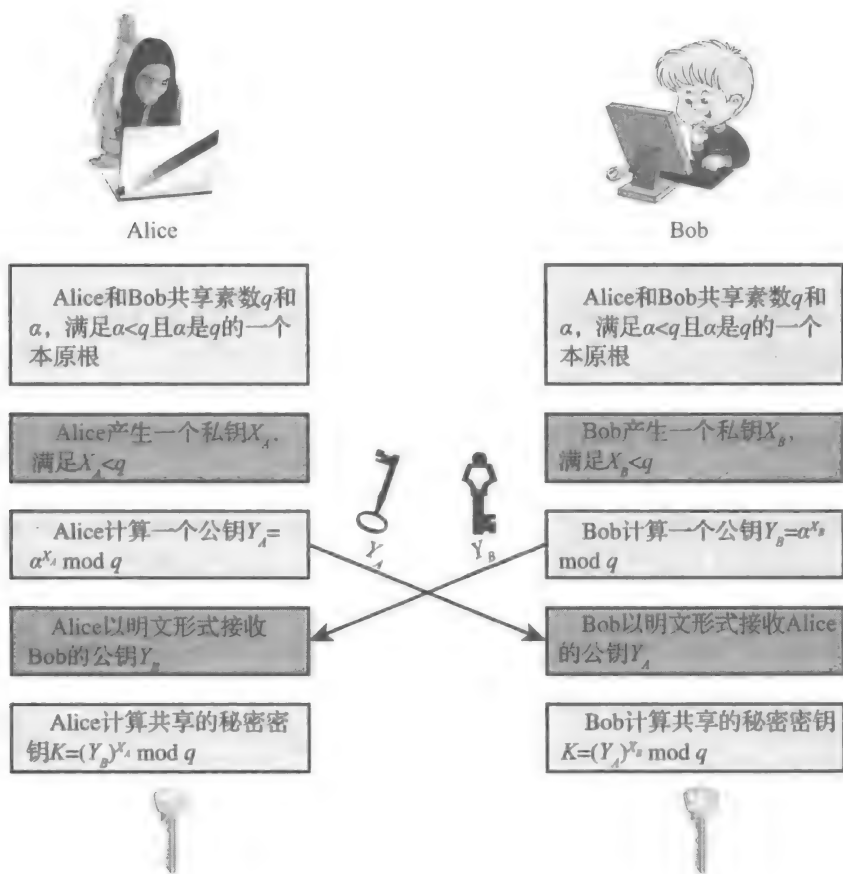 Alice
Bob
Alice和Bob共享素数q和
α，满足α<q且α是q的一个
本原根
Alice和Bob共享素数q和
α，满足α<q且α是q的一个
本原根
Alice产生一个私钥X_A，
满足X_A<q
Bob产生一个私钥X_B，
满足X_B<q
Alice计算一个公钥Y_A=
α^{X_A} mod q
Y_A
Y_B
Bob计算一个公钥Y_B=α^{X_B}
mod q
Alice以明文形式接收
Bob的公钥Y_B
Bob以明文形式接收Alice
的公钥Y_A
Alice计算共享的秘密密
钥K=(Y_B)^{X_A} mod q
Bob计算共享的秘密密钥
K=(Y_A)^{X_B} mod q